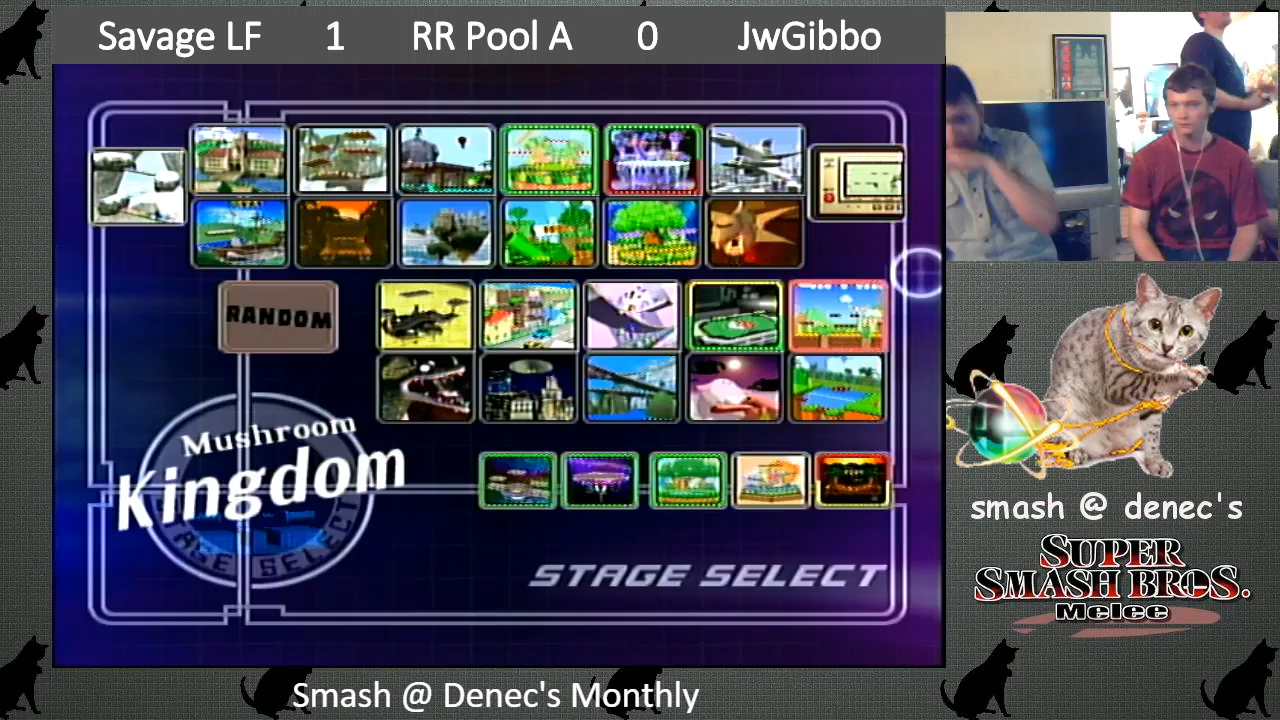 Savage LF 1 RR Pool A 0 JwGibbo
RANDOM
Mushroom
Kingdom
STAGE SELECT
smash @ denec's
SUPER
SMASH BROS.
Melee
Smash @ Denec's Monthly